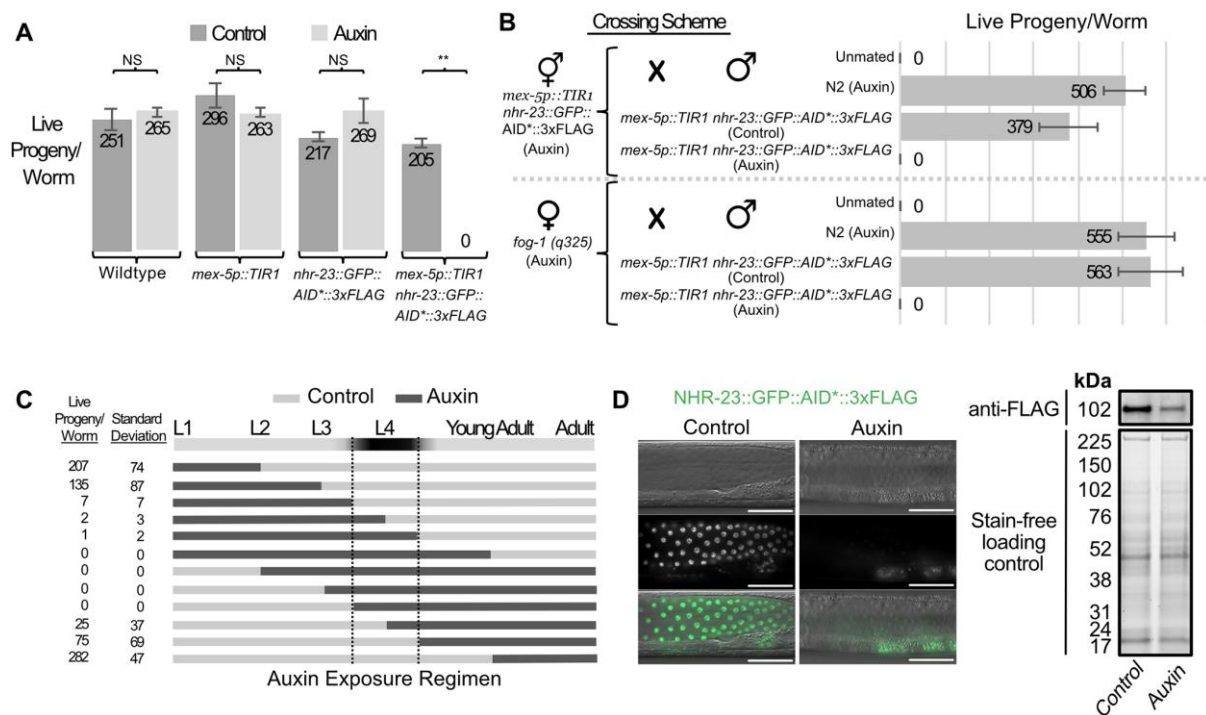 A
Control
Auxin
NS
NS
NS
**
Live
Progeny/
Worm
251
265
296
263
217
269
205
0
Wildtype
mex-5p::TIR1
nhr-23::GFP::
AID*::3xFLAG
mex-5p::TIR1
nhr-23::GFP::
AID*::3xFLAG
B
Crossing Scheme
Live Progeny/Worm
mex-5p::TIR1
nhr-23::GFP::
AID*::3xFLAG
(Auxin)
X
Unmated
0
N2 (Auxin)
506
mex-5p::TIR1 nhr-23::GFP::AID*::3xFLAG
(Control)
379
mex-5p::TIR1 nhr-23::GFP::AID*::3xFLAG
(Auxin)
0
fog-1 (q325)
(Auxin)
X
Unmated
0
N2 (Auxin)
555
mex-5p::TIR1 nhr-23::GFP::AID*::3xFLAG
(Control)
563
mex-5p::TIR1 nhr-23::GFP::AID*::3xFLAG
(Auxin)
0
C
Control
Auxin
Live
Progeny/
Worm
Standard
Deviation
L1
L2
L3
L4
Young Adult
Adult
207 74
135 87
7 7
2 3
1 2
0 0
0 0
0 0
0 0
25 37
75 69
282 47
Auxin Exposure Regimen
D
NHR-23::GFP::AID*::3xFLAG
Control
Auxin
kDa
anti-FLAG
102
Stain-free
loading
control
225
150
102
76
52
38
31
24
17
Control
Auxin